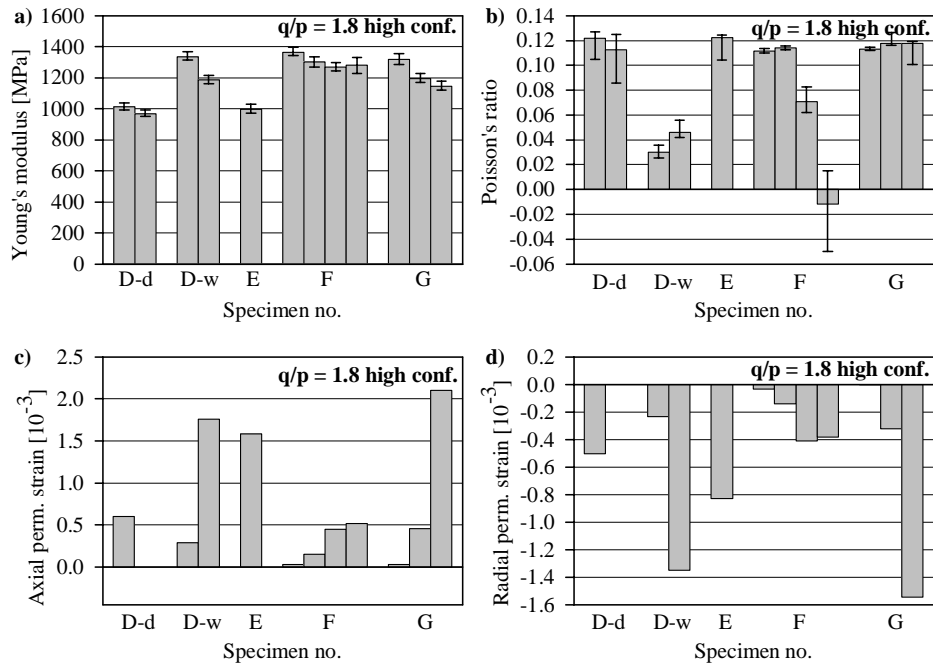 a)
q/p = 1.8 high conf.
Young's modulus [MPa]
1600
1400
1200
1000
800
600
400
200
0
D-d D-w E F G
Specimen no.
b)
q/p = 1.8 high conf.
Poisson's ratio
0.14
0.12
0.10
0.08
0.06
0.04
0.02
0.00
-0.02
-0.04
-0.06
D-d D-w E F G
Specimen no.
c)
q/p = 1.8 high conf.
Axial perm. strain [10⁻³]
2.5
2.0
1.5
1.0
0.5
0.0
D-d D-w E F G
Specimen no.
d)
q/p = 1.8 high conf.
Radial perm. strain [10⁻³]
0.2
0.0
-0.2
-0.4
-0.6
-0.8
-1.0
-1.2
-1.4
-1.6
D-d D-w E F G
Specimen no.